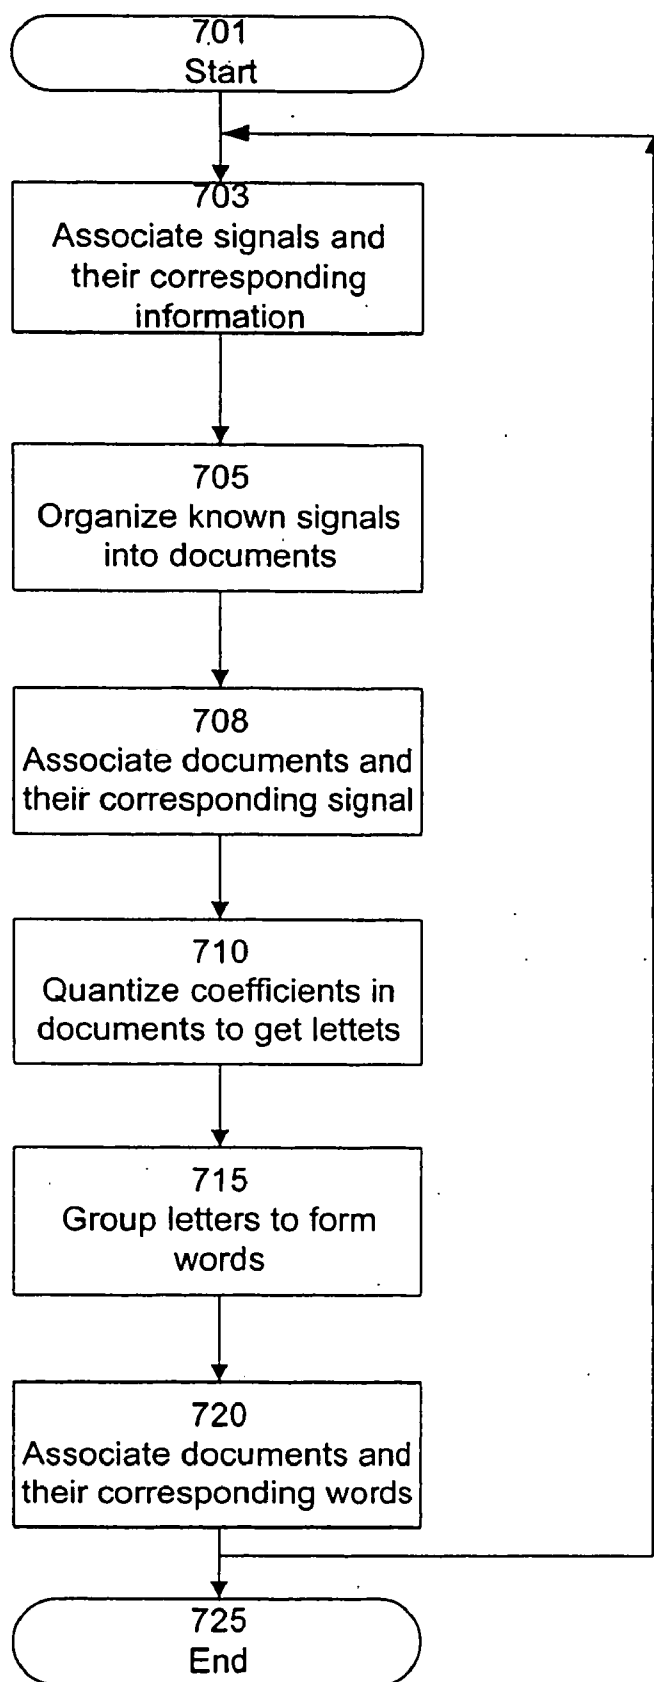 701
Start
703
Associate signals and
their corresponding
information
705
Organize known signals
into documents
708
Associate documents and
their corresponding signal
710
Quantize coefficients in
documents to get lettets
715
Group letters to form
words
720
Associate documents and
their corresponding words
725
End